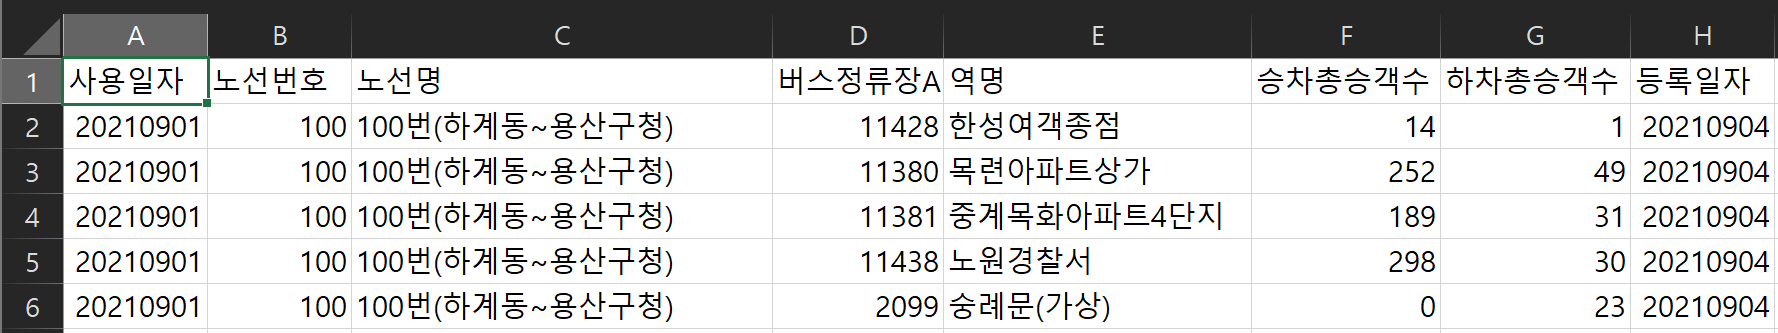 A B C D E F G H
1 사용일자 노선번호 노선명 버스정류장A 역명 승차총승객수 하차총승객수 등록일자
2 20210901 100 100번(하계동~용산구청) 11428 한성여객종점 14 1 20210904
3 20210901 100 100번(하계동~용산구청) 11380 목련아파트상가 252 49 20210904
4 20210901 100 100번(하계동~용산구청) 11381 중계목화아파트4단지 189 31 20210904
5 20210901 100 100번(하계동~용산구청) 11438 노원경찰서 298 30 20210904
6 20210901 100 100번(하계동~용산구청) 2099 숭례문(가상) 0 23 20210904